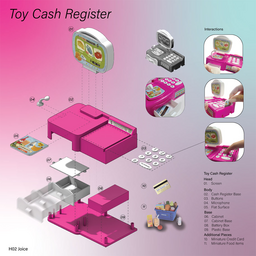 Toy Cash Register
Interactions
Toy Cash Register
Head
01. Screen
Body
02. Cash Register Base
03. Buttons
04. Microphone
05. Flat Surface
Base
06. Cabinet
07. Cabinet Base
08. Battery Box
09. Plastic Base
Additional Pieces
10. Miniature Credit Card
11. Miniature Food Items
H02 Joice